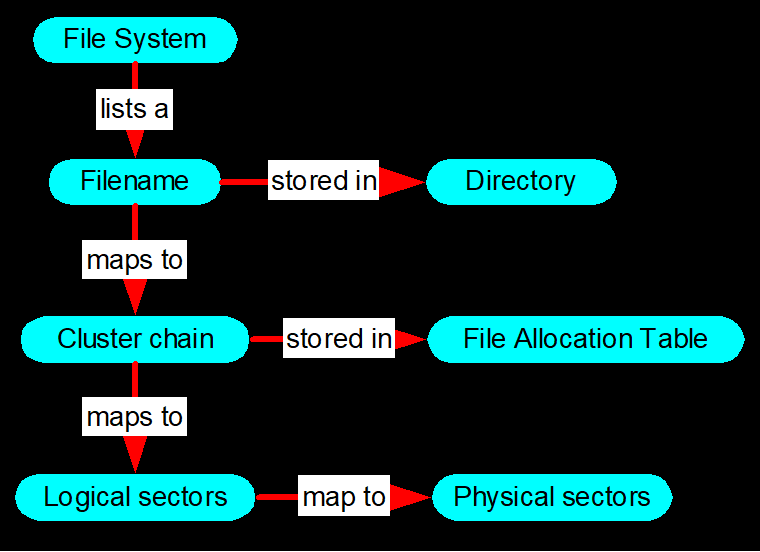 File System
lists a
Filename
stored in
Directory
maps to
Cluster chain
stored in
File Allocation Table
maps to
Logical sectors
map to
Physical sectors